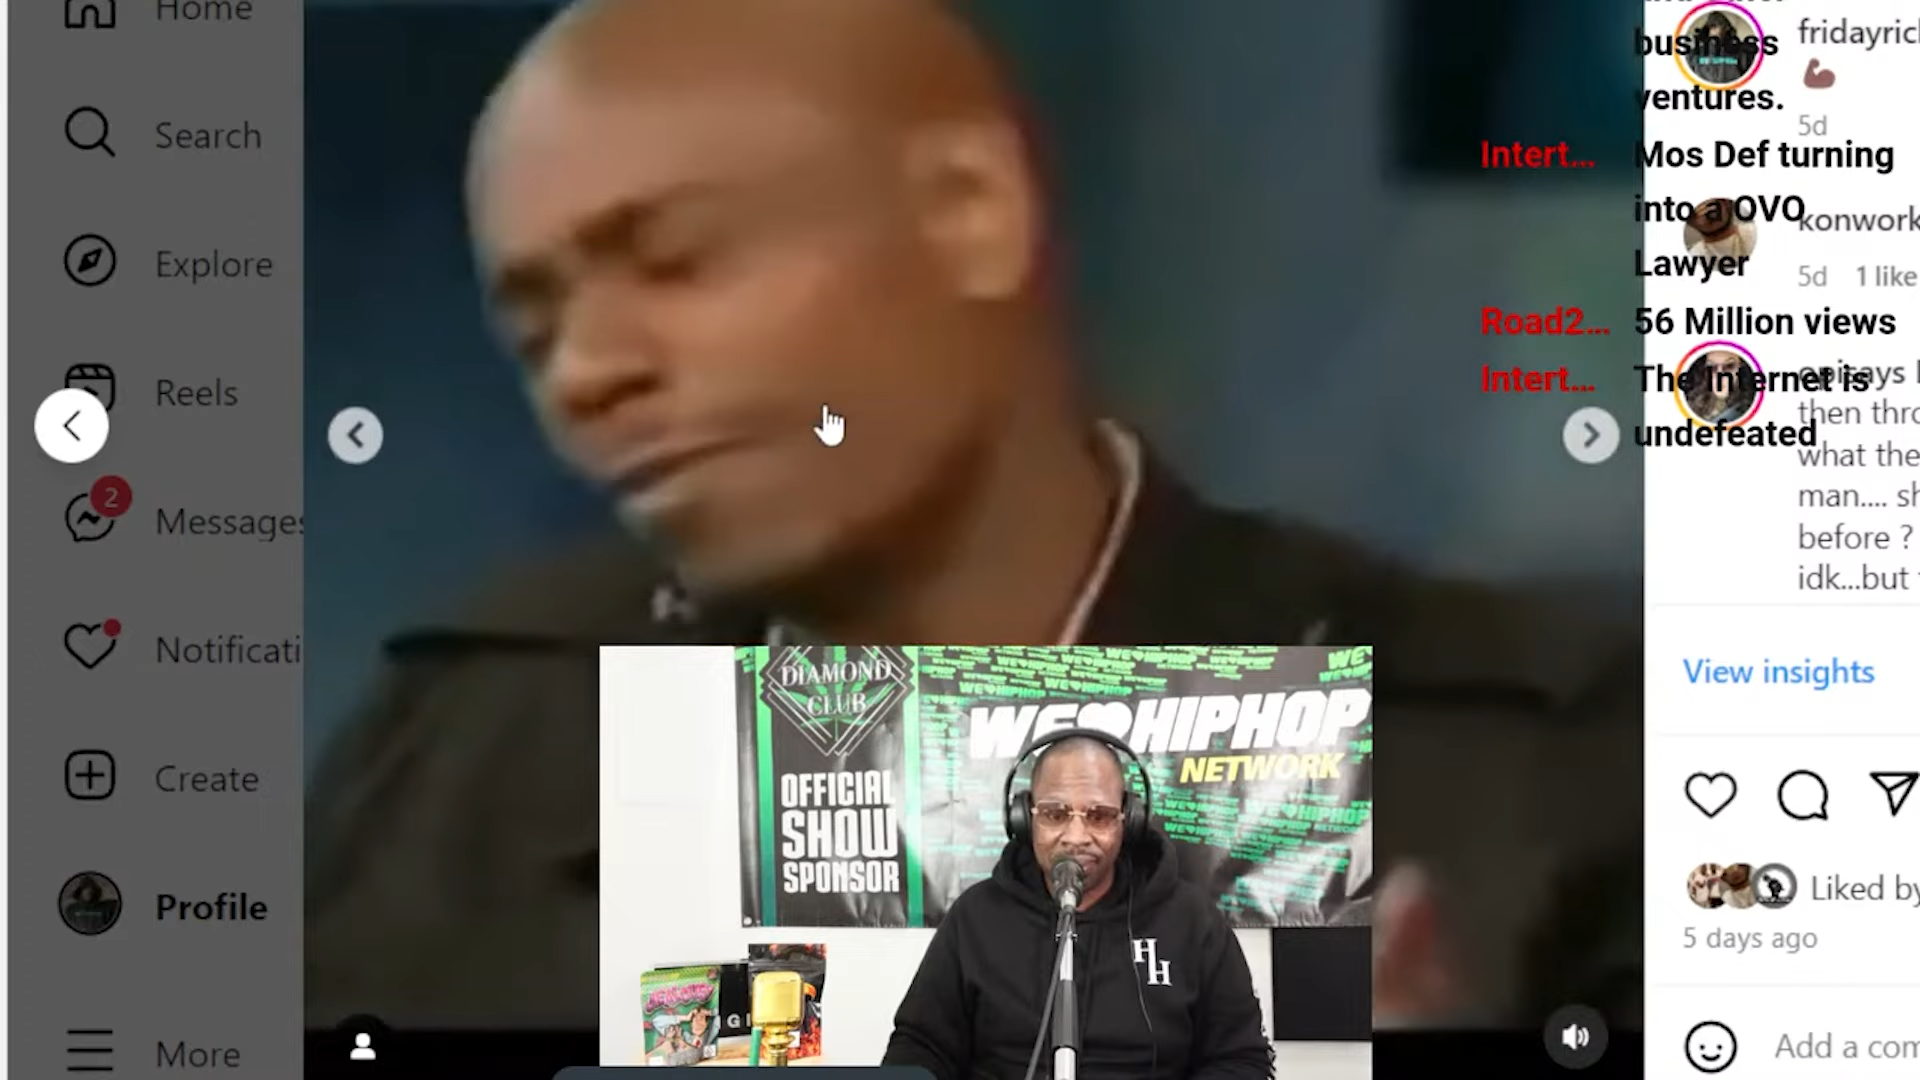 Home
Search
Explore
Reels
2
Messages
Notificati
Create
Profile
More
business
ventures.
Intert...
Mos Def turning
into a OVO
Lawyer
Road2...
56 Million views
Intert...
The Internet is
undefeated
fridayrich
5d
konwork
5d 1 like
then thro
what the
man.... sh
before ?
idk...but
View insights
Liked by
5 days ago
Add a com
DIAMOND
CLUB
OFFICIAL
SHOW
SPONSOR
WE HIPHOP
NETWORK
H
H